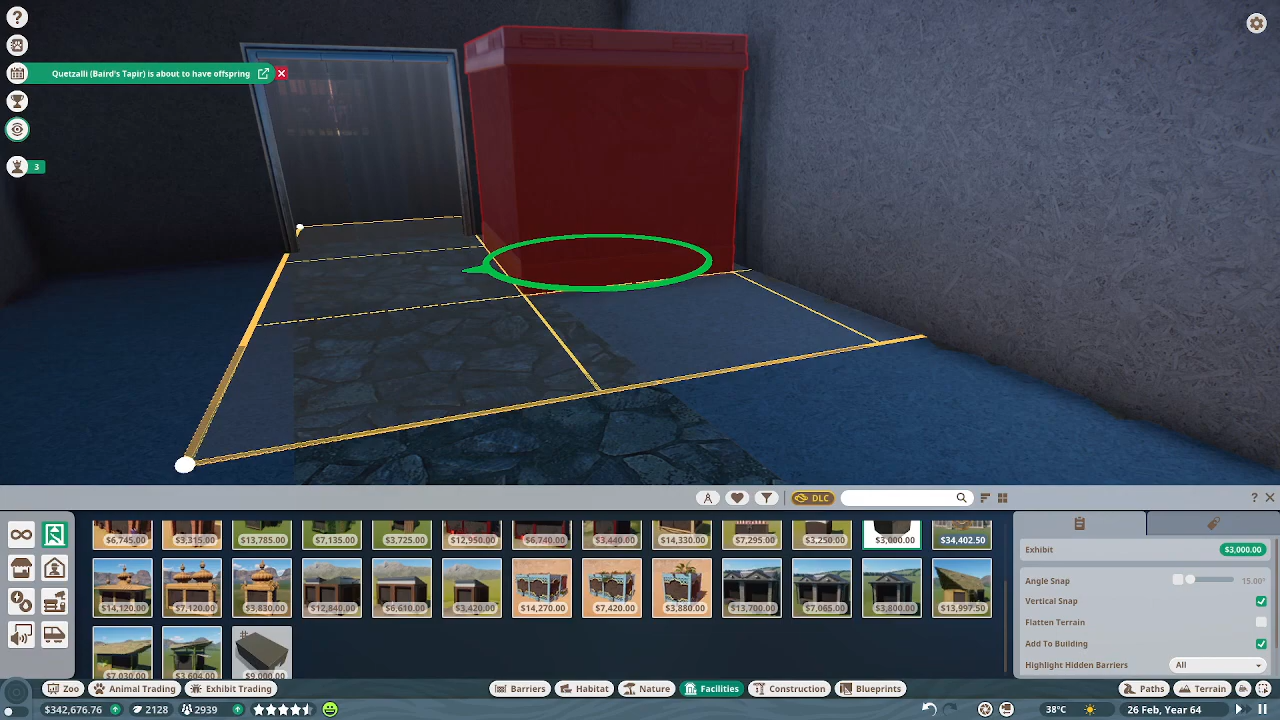 ?
Quetzalli (Baird's Tapir) is about to have offspring
3
DLC
?
$6,745.00 $3,315.00 $13,785.00 $7,135.00 $3,725.00 $12,950.00 $6,740.00 $3,440.00 $14,330.00 $7,295.00 $3,250.00 $3,000.00 $34,402.50
$14,120.00 $7,120.00 $3,830.00 $12,840.00 $6,610.00 $3,420.00 $14,270.00 $7,420.00 $3,880.00 $13,700.00 $7,065.00 $3,800.00 $13,997.50
$7,030.00 $3,604.00 $9,000.00
Exhibit $3,000.00
Angle Snap 15.00°
Vertical Snap
Flatten Terrain
Add To Building
Highlight Hidden Barriers All
Zoo Animal Trading Exhibit Trading Barriers Habitat Nature Facilities Construction Blueprints Paths Terrain
$342,676.76 2128 2939 38°C 26 Feb, Year 64